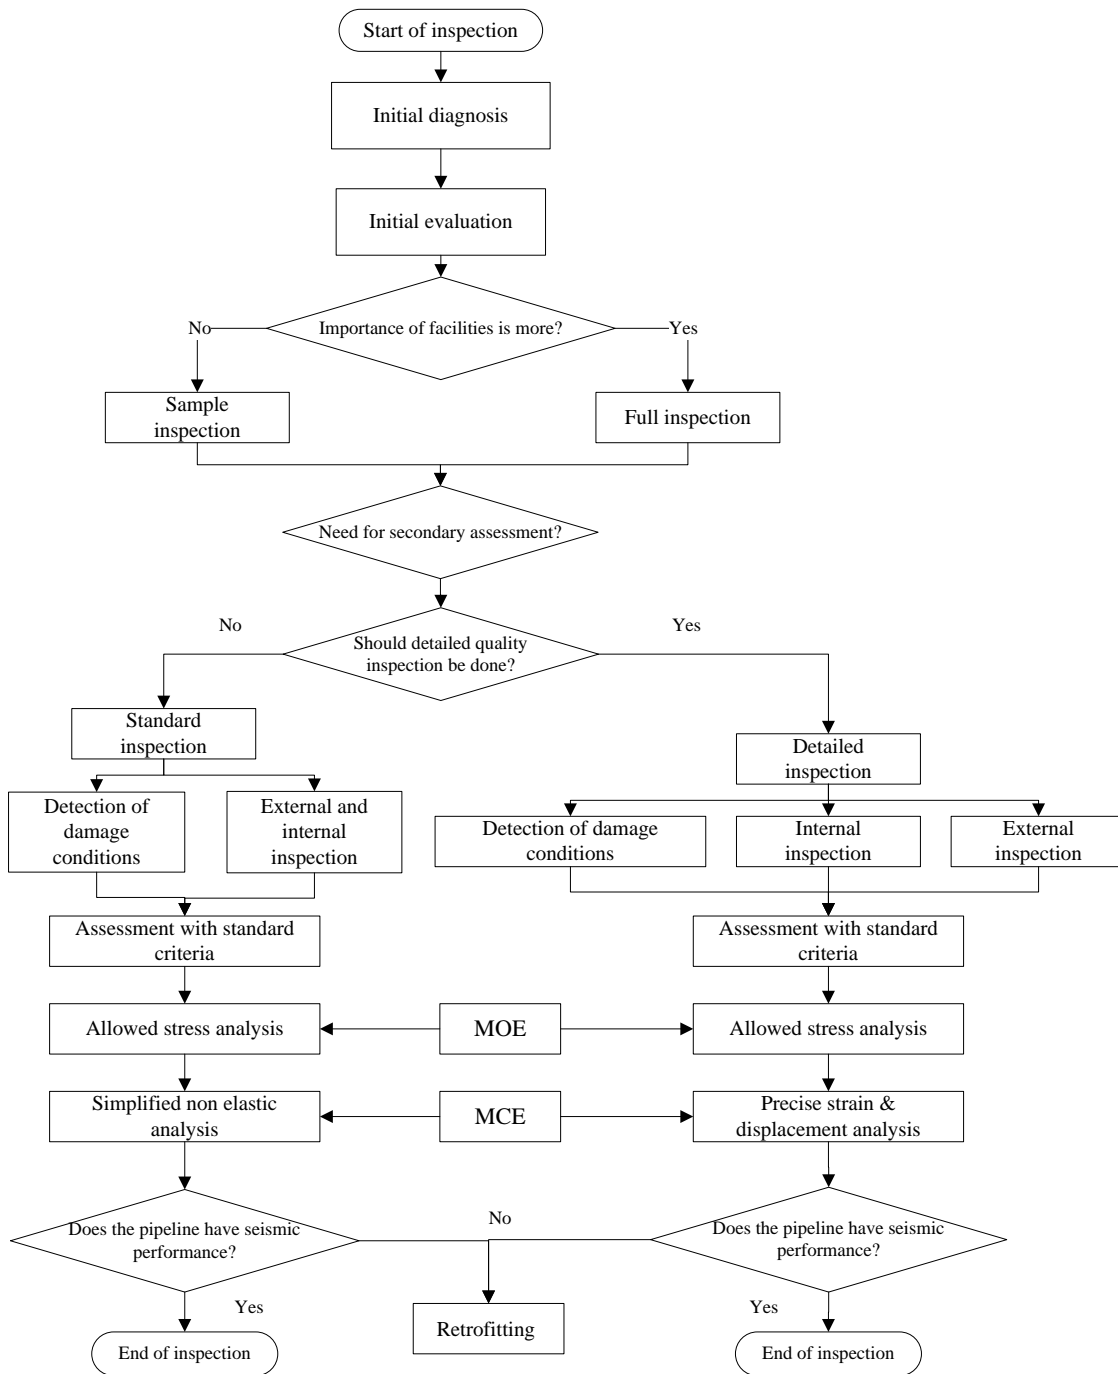 Start of inspection
Initial diagnosis
Initial evaluation
No
Importance of facilities is more?
Yes
Sample
inspection
Full inspection
Need for secondary assessment?
No
Yes
Should detailed quality
inspection be done?
Standard
inspection
Detailed
inspection
Detection of
damage
conditions
External and
internal
inspection
Detection of damage
conditions
Internal
inspection
External
inspection
Assessment with standard
criteria
Assessment with standard
criteria
Allowed stress analysis
MOE
Allowed stress analysis
Simplified non elastic
analysis
MCE
Precise strain &
displacement analysis
Does the pipeline have seismic
performance?
No
Does the pipeline have seismic
performance?
Yes
Retrofitting
Yes
End of inspection
End of inspection